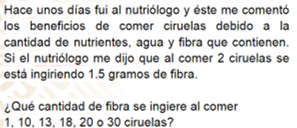 Hace unos días fui al nutriólogo y éste me comentó
los beneficios de comer ciruelas debido a la
cantidad de nutrientes, agua y fibra que contienen.
Si el nutriólogo me dijo que al comer 2 ciruelas se
está ingiriendo 1.5 gramos de fibra.
¿Qué cantidad de fibra se ingiere al comer
1, 10, 13, 18, 20 o 30 ciruelas?